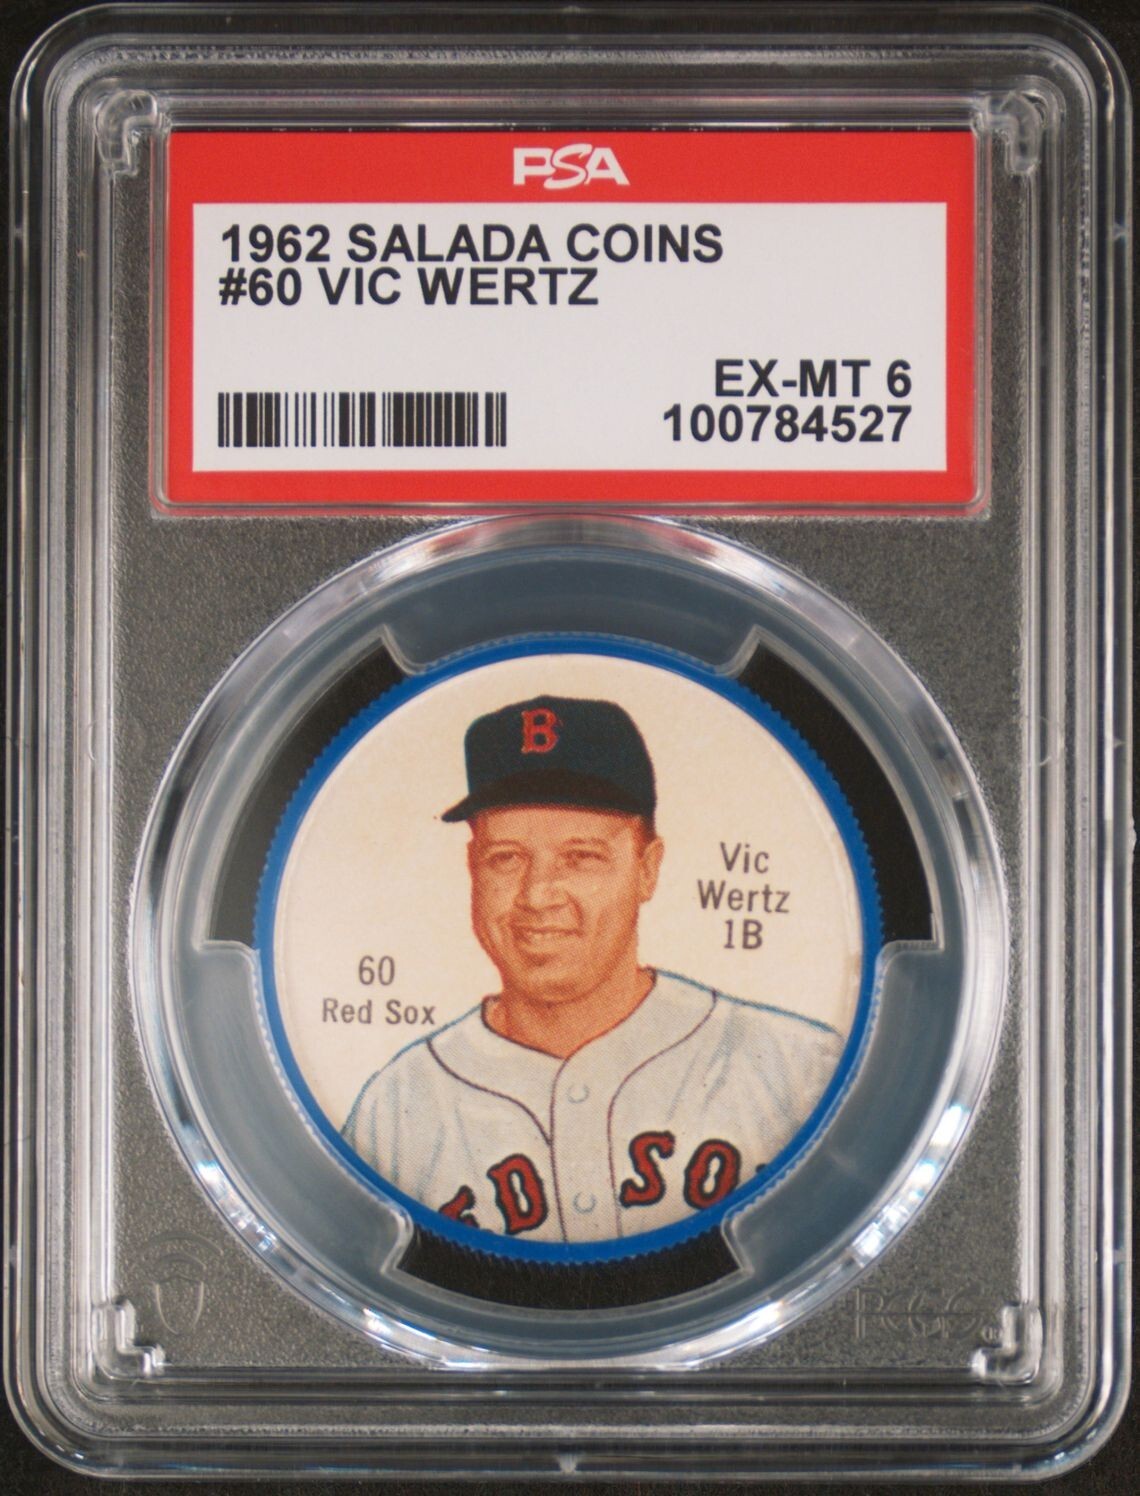 PSA
1962 SALADA COINS
#60 VIC WERTZ
EX-MT 6
100784527
B
Vic
Wertz
1B
60
Red Sox
ED SO
PCGS